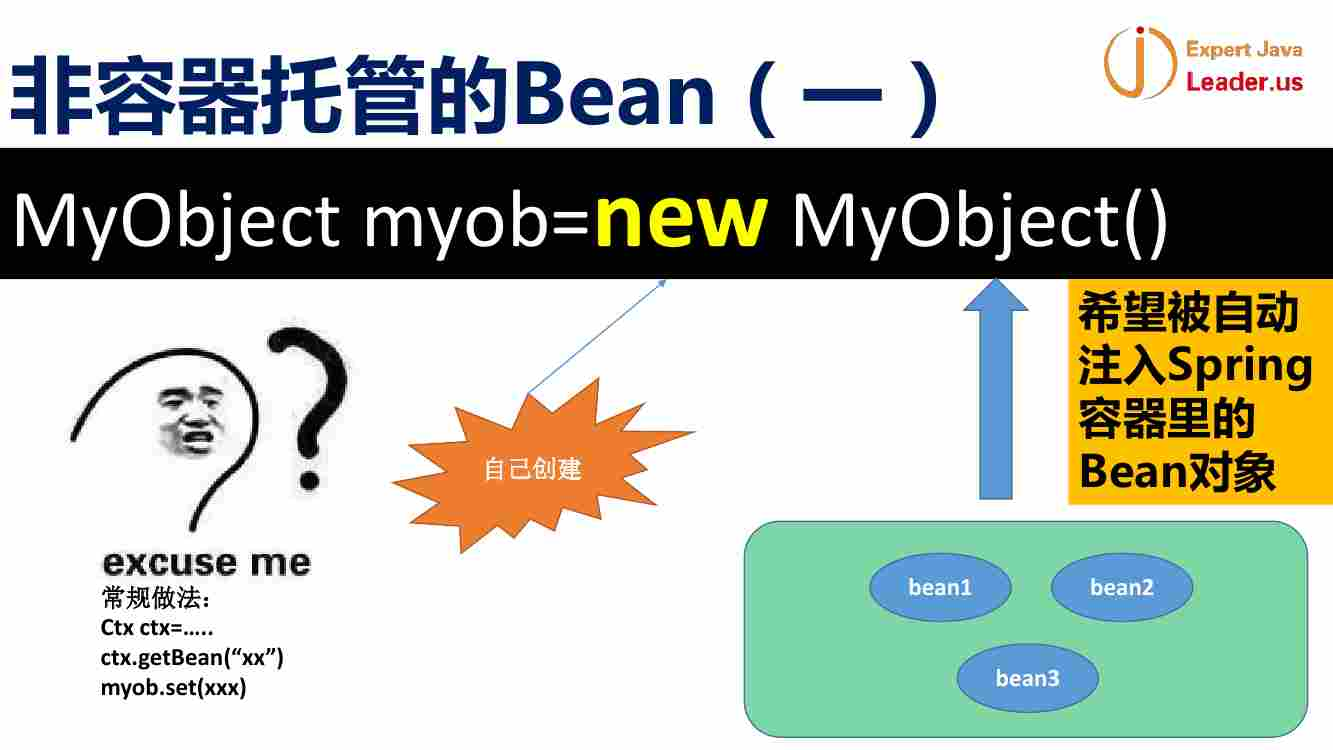 非容器托管的Bean（一）
Expert Java
Leader.us
MyObject myob=new MyObject()
希望被自动
注入Spring
容器里的
Bean对象
自己创建
excuse me
常规做法：
Ctx ctx=…..
ctx.getBean(“xx”)
myob.set(xxx)
bean1
bean2
bean3